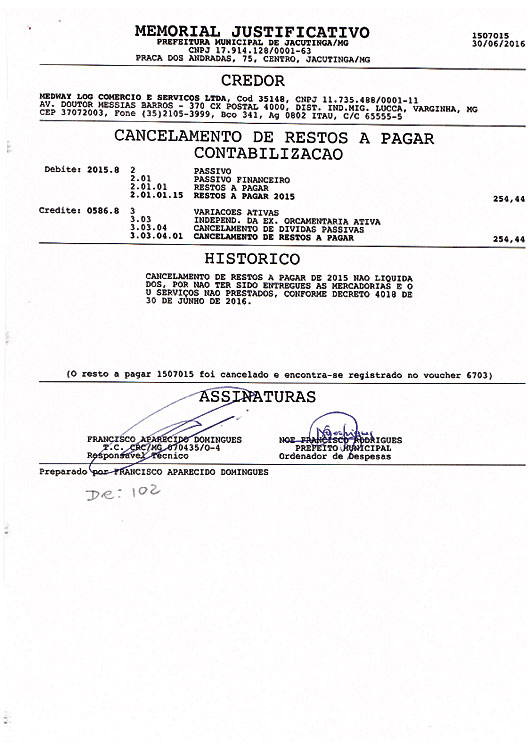 MEMORIAL JUSTIFICATIVO
1507015
PREFEITURA MUNICIPAL DE JACUTINGA/MG
30/06/2016
CNPJ 17.914.128/0001-63
PRACA DOS ANDRADAS, 75, CENTRO, JACUTINGA/MG
CREDOR
MEDWAY LOG COMERCIO E SERVICOS LTDA, Cod 35148, CNPJ 11.735.488/0001-11
AV. DOUTOR MESSIAS BARROS - 370 CX POSTAL 4000, DIST. IND.MIG. LUCCA, VARGINHA, MG
CEP 37072003, Fone (35)2105-3999, Bco 341, Ag 0802 ITAU, C/C 65555-5
CANCELAMENTO DE RESTOS A PAGAR
CONTABILIZACAO
Debite: 2015.8 2 PASSIVO
2.01 PASSIVO FINANCEIRO
2.01.01 RESTOS A PAGAR
2.01.01.15 RESTOS A PAGAR 2015 254,44
Credite: 0586.8 3 VARIACOES ATIVAS
3.03 INDEPEND. DA EX. ORCAMENTARIA ATIVA
3.03.04 CANCELAMENTO DE DIVIDAS PASSIVAS
3.03.04.01 CANCELAMENTO DE RESTOS A PAGAR 254,44
HISTORICO
CANCELAMENTO DE RESTOS A PAGAR DE 2015 NAO LIQUIDA
DOS, POR NAO TER SIDO ENTREGUES AS MERCADORIAS E O
U SERVIÇOS NAO PRESTADOS, CONFORME DECRETO 4018 DE
30 DE JUNHO DE 2016.
(O resto a pagar 1507015 foi cancelado e encontra-se registrado no voucher 6703)
ASSINATURAS
FRANCISCO APARECIDO DOMINGUES NOE FRANCISCO RODRIGUES
T.C. CRC/MG 070435/O-4 PREFEITO MUNICIPAL
Responsável Técnico Ordenador de Despesas
Preparado por FRANCISCO APARECIDO DOMINGUES
De: 102